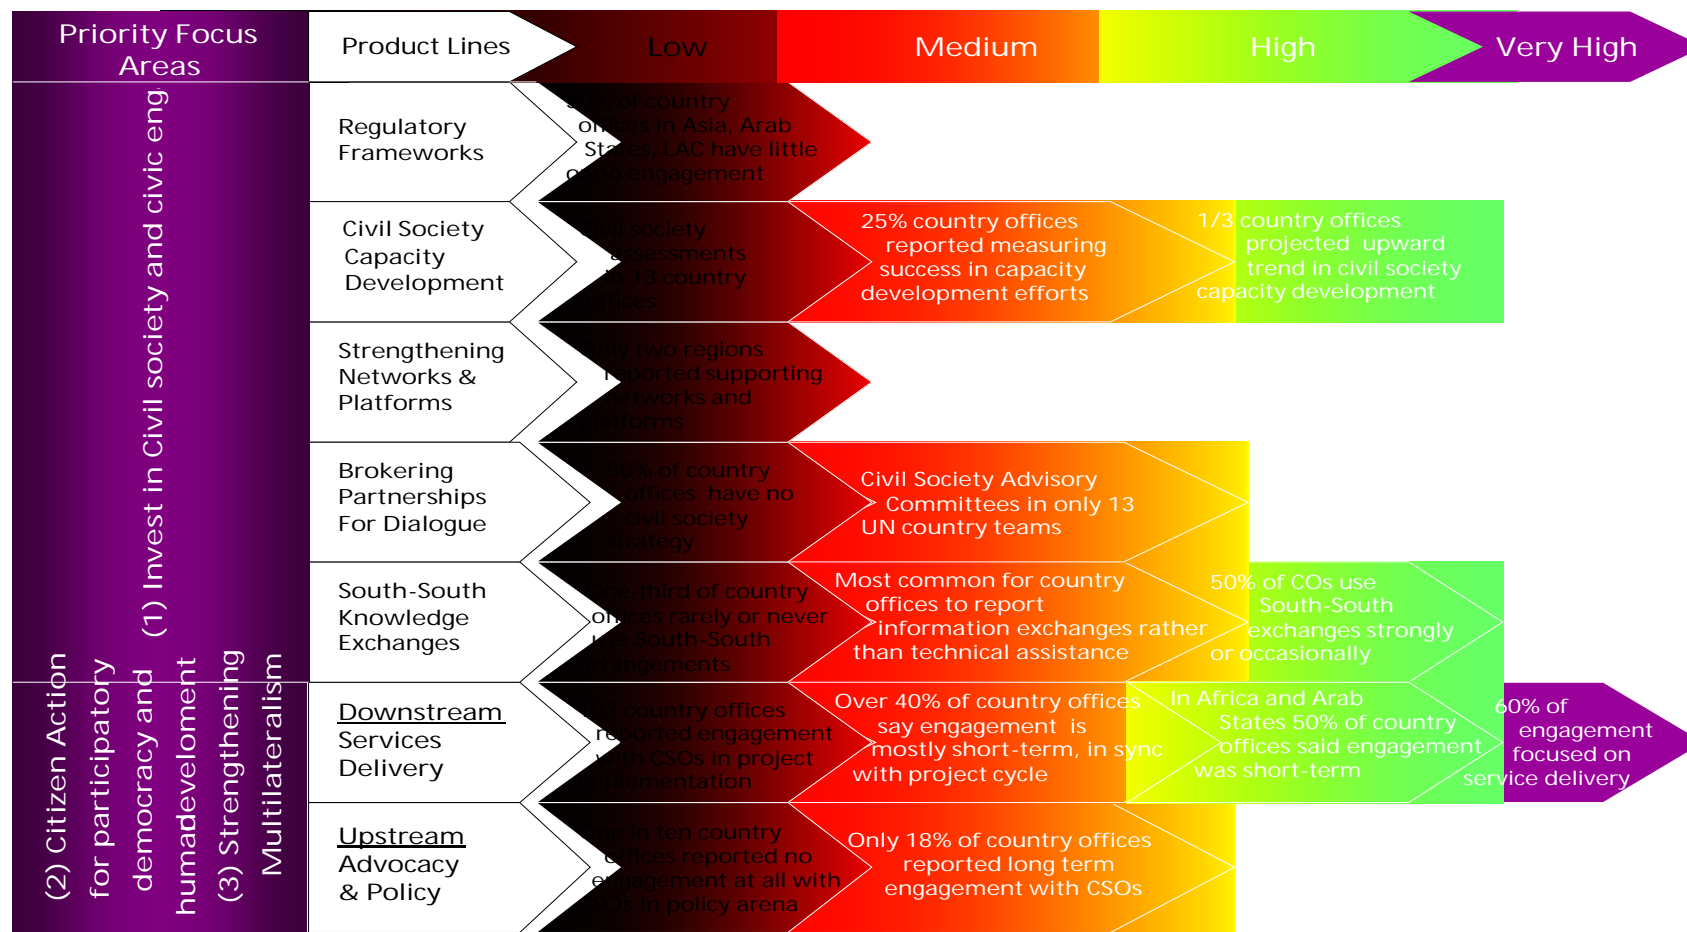 Priority Focus
Areas
Product Lines
Low
Medium
High
Very High
(1) Invest in Civil society and civic eng
(2) Citizen Action
for participatory
democracy and
humadeveloment
(3) Strengthening
Multilateralism
Regulatory
Frameworks
of country
offices in Asia, Arab
States, LAC have little
or no engagement
Civil Society
Capacity
Development
Civil society
assessments
in 13 country
offices
25% country offices
reported measuring
success in capacity
development efforts
1/3 country offices
projected upward
trend in civil society
capacity development
Strengthening
Networks &
Platforms
Only two regions
reported supporting
networks and
platforms
Brokering
Partnerships
For Dialogue
80% of country
offices have no
civil society
strategy
Civil Society Advisory
Committees in only 13
UN country teams
South-South
Knowledge
Exchanges
One-third of country
offices rarely or never
use South-South
arrangements
Most common for country
offices to report
information exchanges rather
than technical assistance
50% of COs use
South-South
exchanges strongly
or occasionally
Downstream
Services
Delivery
102 country offices
reported engagement
with CSOs in project
implementation
Over 40% of country offices
say engagement is
mostly short-term, in sync
with project cycle
In Africa and Arab
States 50% of country
offices said engagement
was short-term
60% of
engagement
focused on
service delivery
Upstream
Advocacy
& Policy
in ten country
offices reported no
engagement at all with
CSOs in policy arena
Only 18% of country offices
reported long term
engagement with CSOs